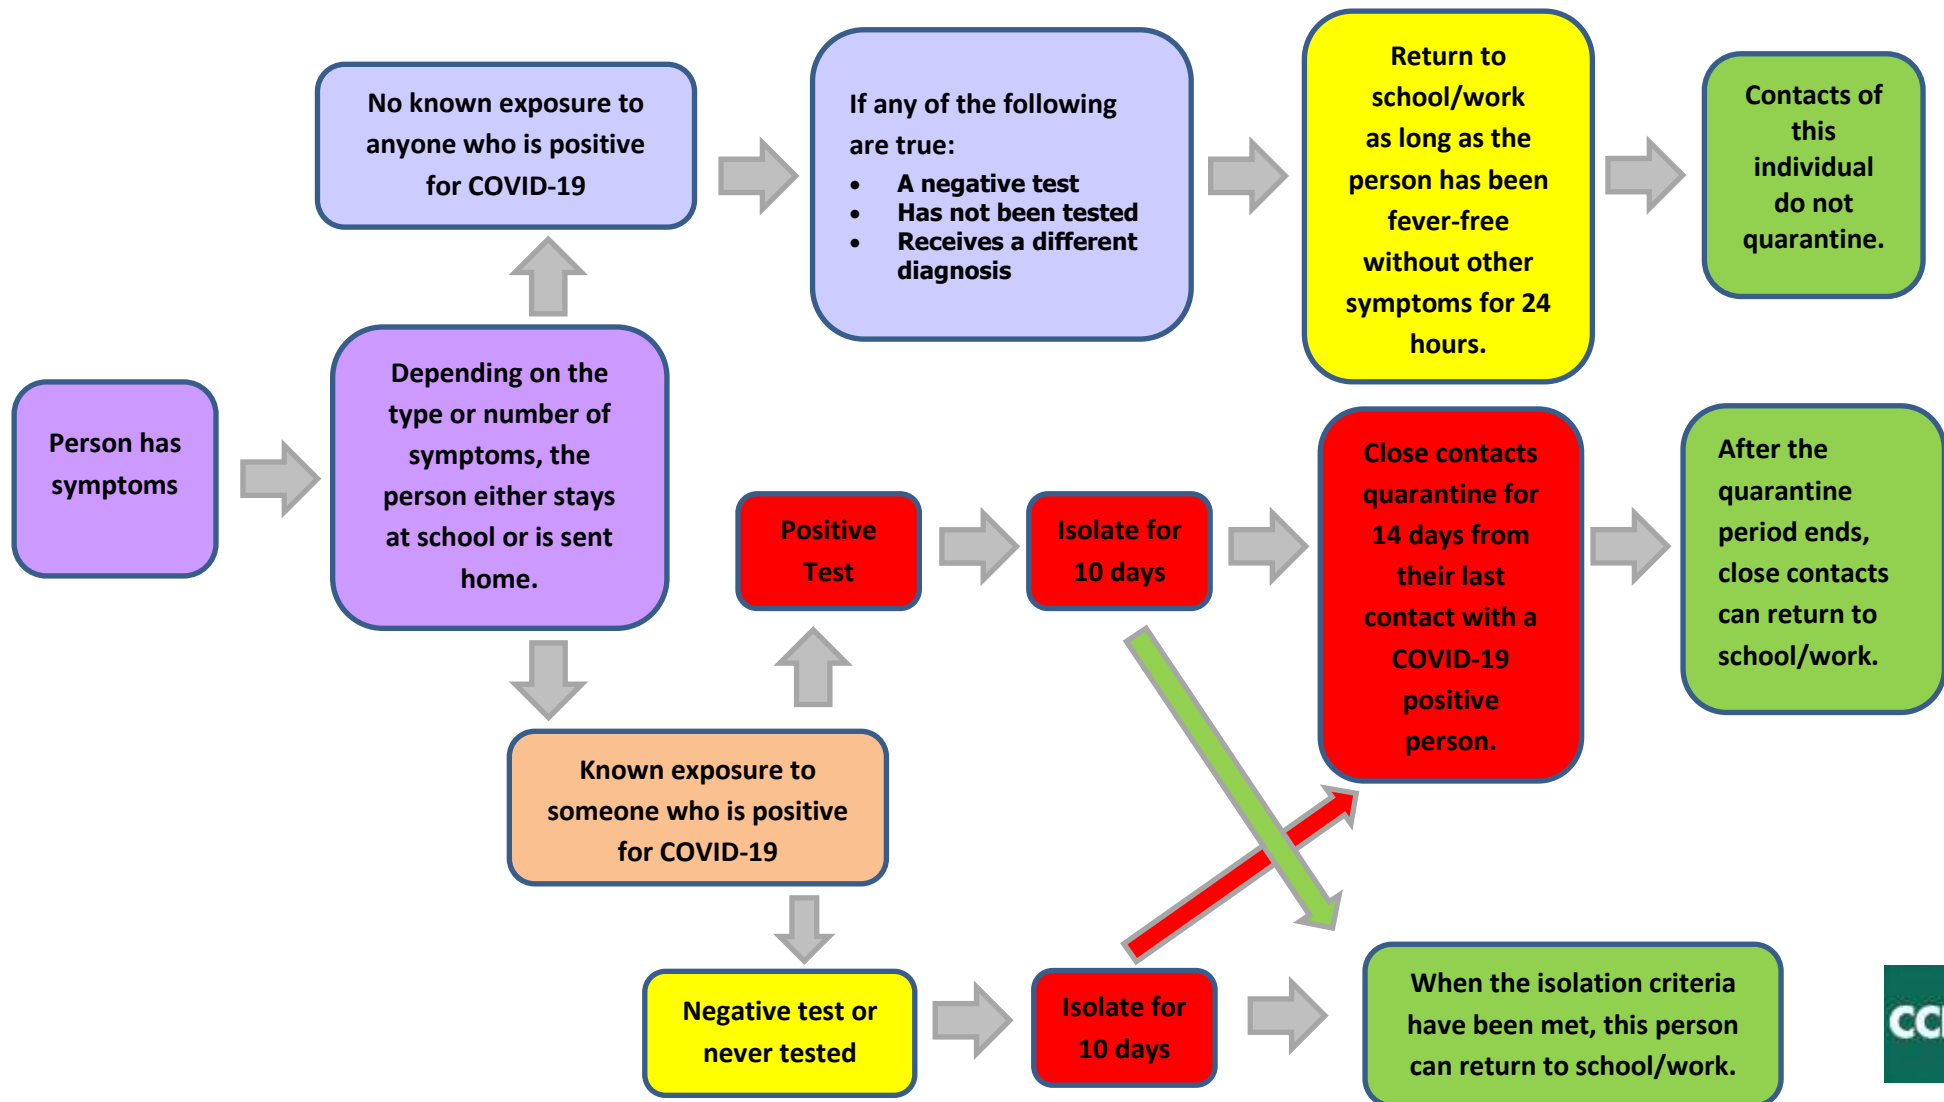 No known exposure to
anyone who is positive
for COVID-19
If any of the following
are true:
• A negative test
• Has not been tested
• Receives a different
diagnosis
Return to
school/work
as long as the
person has been
fever-free
without other
symptoms for 24
hours.
Contacts of
this
individual
do not
quarantine.
Person has
symptoms
Depending on the
type or number of
symptoms, the
person either stays
at school or is sent
home.
Positive
Test
Isolate for
10 days
Close contacts
quarantine for
14 days from
their last
contact with a
COVID-19
positive
person.
After the
quarantine
period ends,
close contacts
can return to
school/work.
Known exposure to
someone who is positive
for COVID-19
Negative test or
never tested
Isolate for
10 days
When the isolation criteria
have been met, this person
can return to school/work.